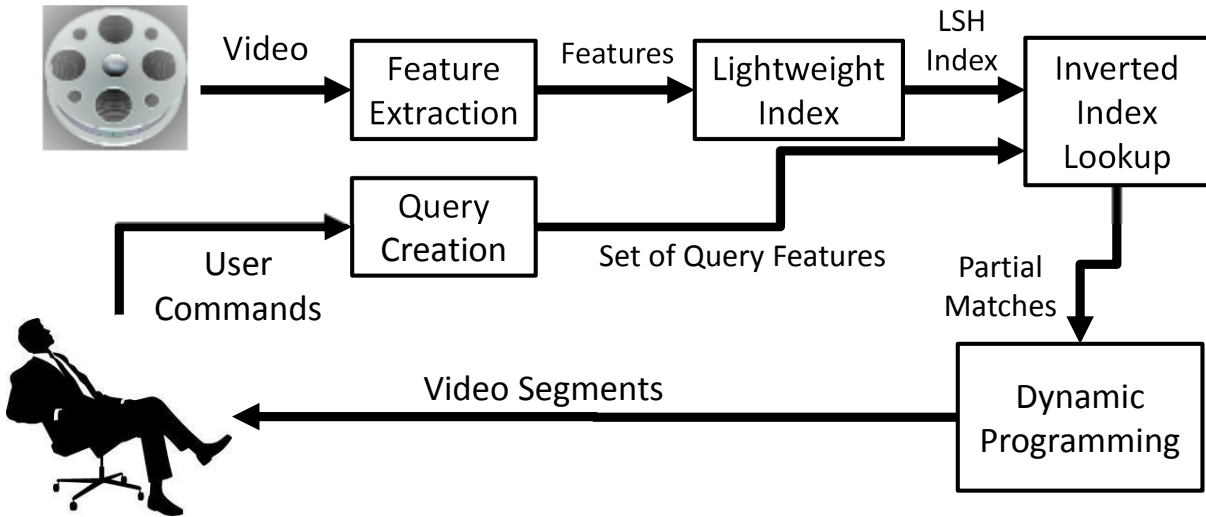 Video
Feature
Extraction
Features
Lightweight
Index
LSH
Index
Inverted
Index
Lookup
User
Commands
Query
Creation
Set of Query Features
Partial
Matches
Dynamic
Programming
Video Segments